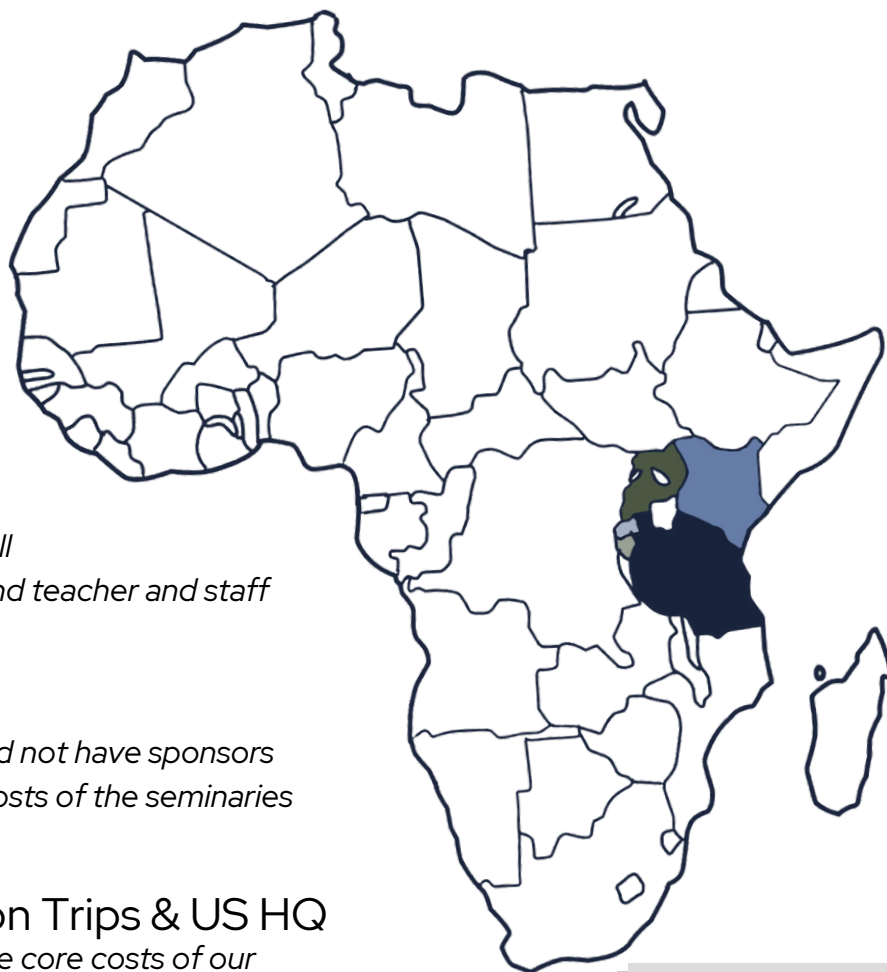 ll
nd teacher and staff
d not have sponsors
osts of the seminaries
on Trips & US HQ
e core costs of our